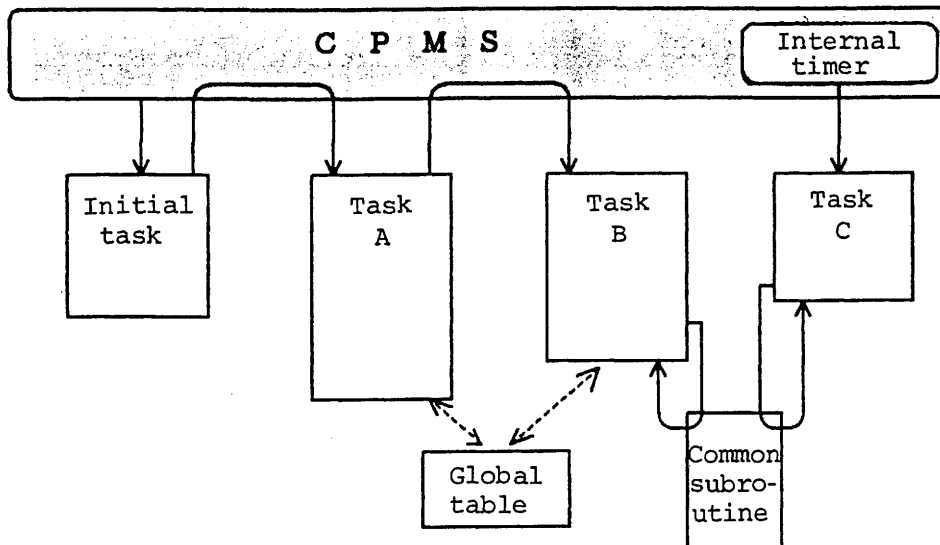 C P M S
Internal
timer
Initial
task
Task
A
Task
B
Task
C
Global
table
Common
subro-
utine